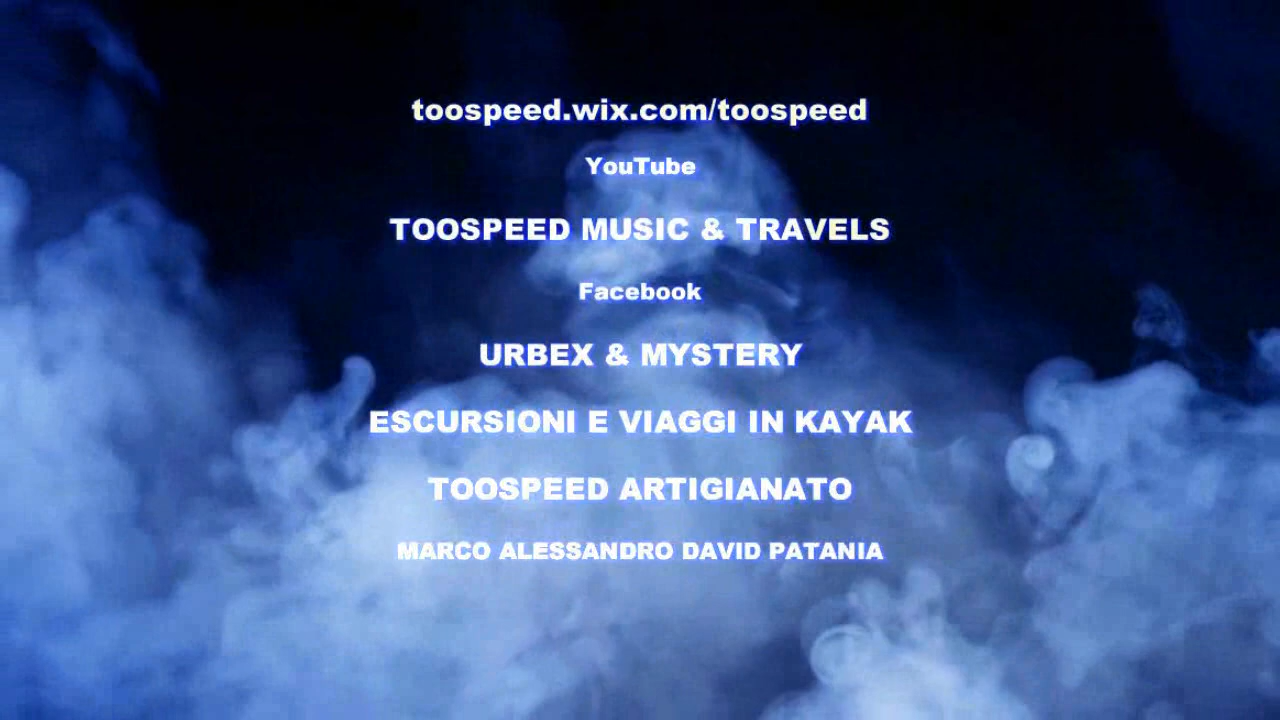 toospeed.wix.com/toospeed
YouTube
TOOSPEED MUSIC & TRAVELS
Facebook
URBEX & MYSTERY
ESCURSIONI E VIAGGI IN KAYAK
TOOSPEED ARTIGIANATO
MARCO ALESSANDRO DAVID PATANIA